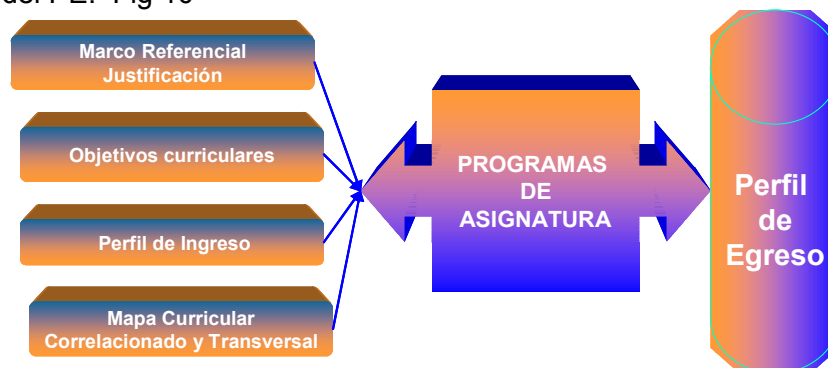 del PE. Fig 10
Marco Referencial
Justificación
Objetivos curriculares
Perfil de Ingreso
Mapa Curricular
Correlacionado y Transversal
PROGRAMAS
DE
ASIGNATURA
Perfil
de
Egreso